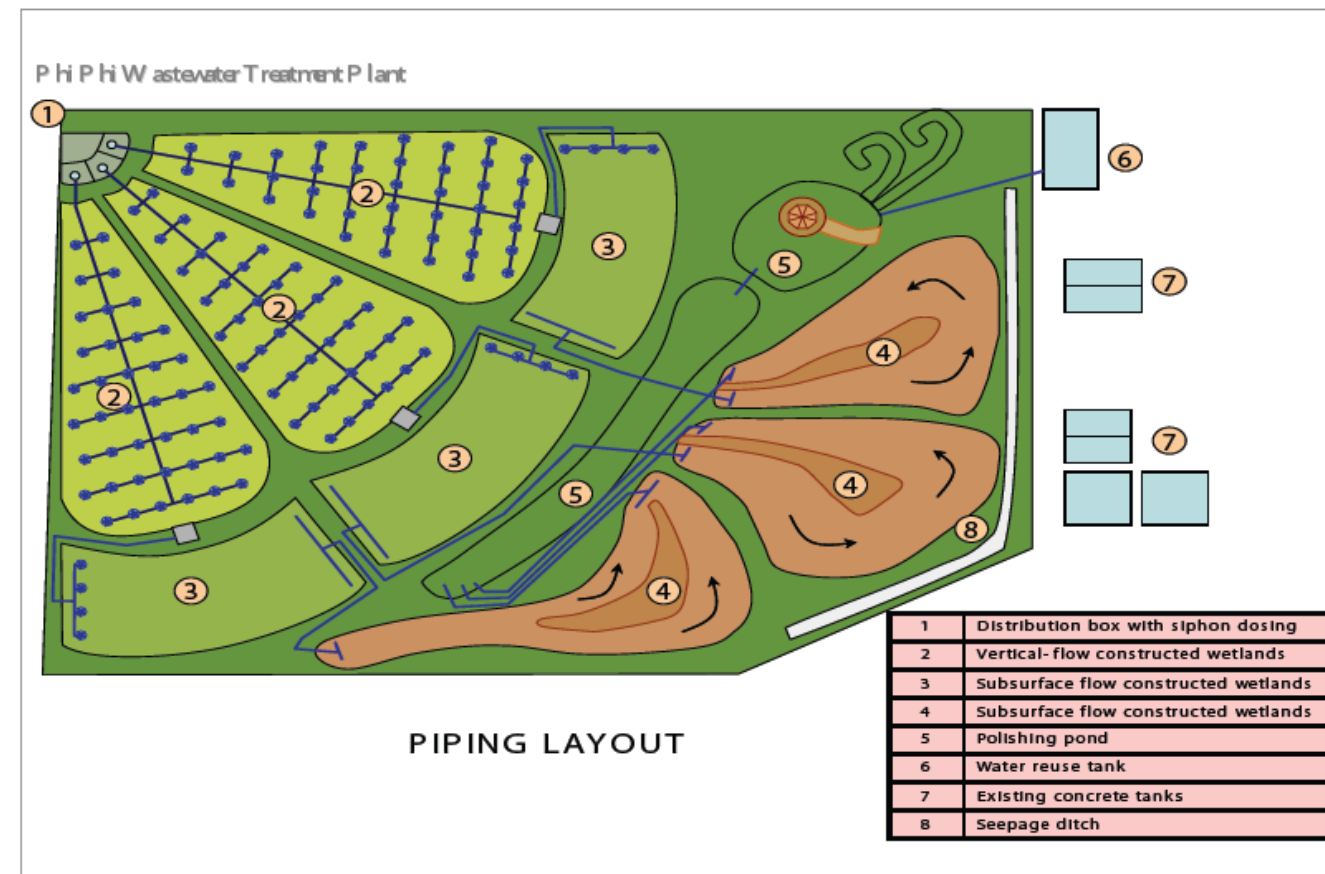 Phi Phi Wastewater Treatment Plant
1
2
2
2
3
3
3
4
4
4
5
5
6
7
7
8
PIPING LAYOUT
1 Distribution box with siphon dosing
2 Vertical-flow constructed wetlands
3 Subsurface flow constructed wetlands
4 Subsurface flow constructed wetlands
5 Polishing pond
6 Water reuse tank
7 Existing concrete tanks
8 Seepage ditch